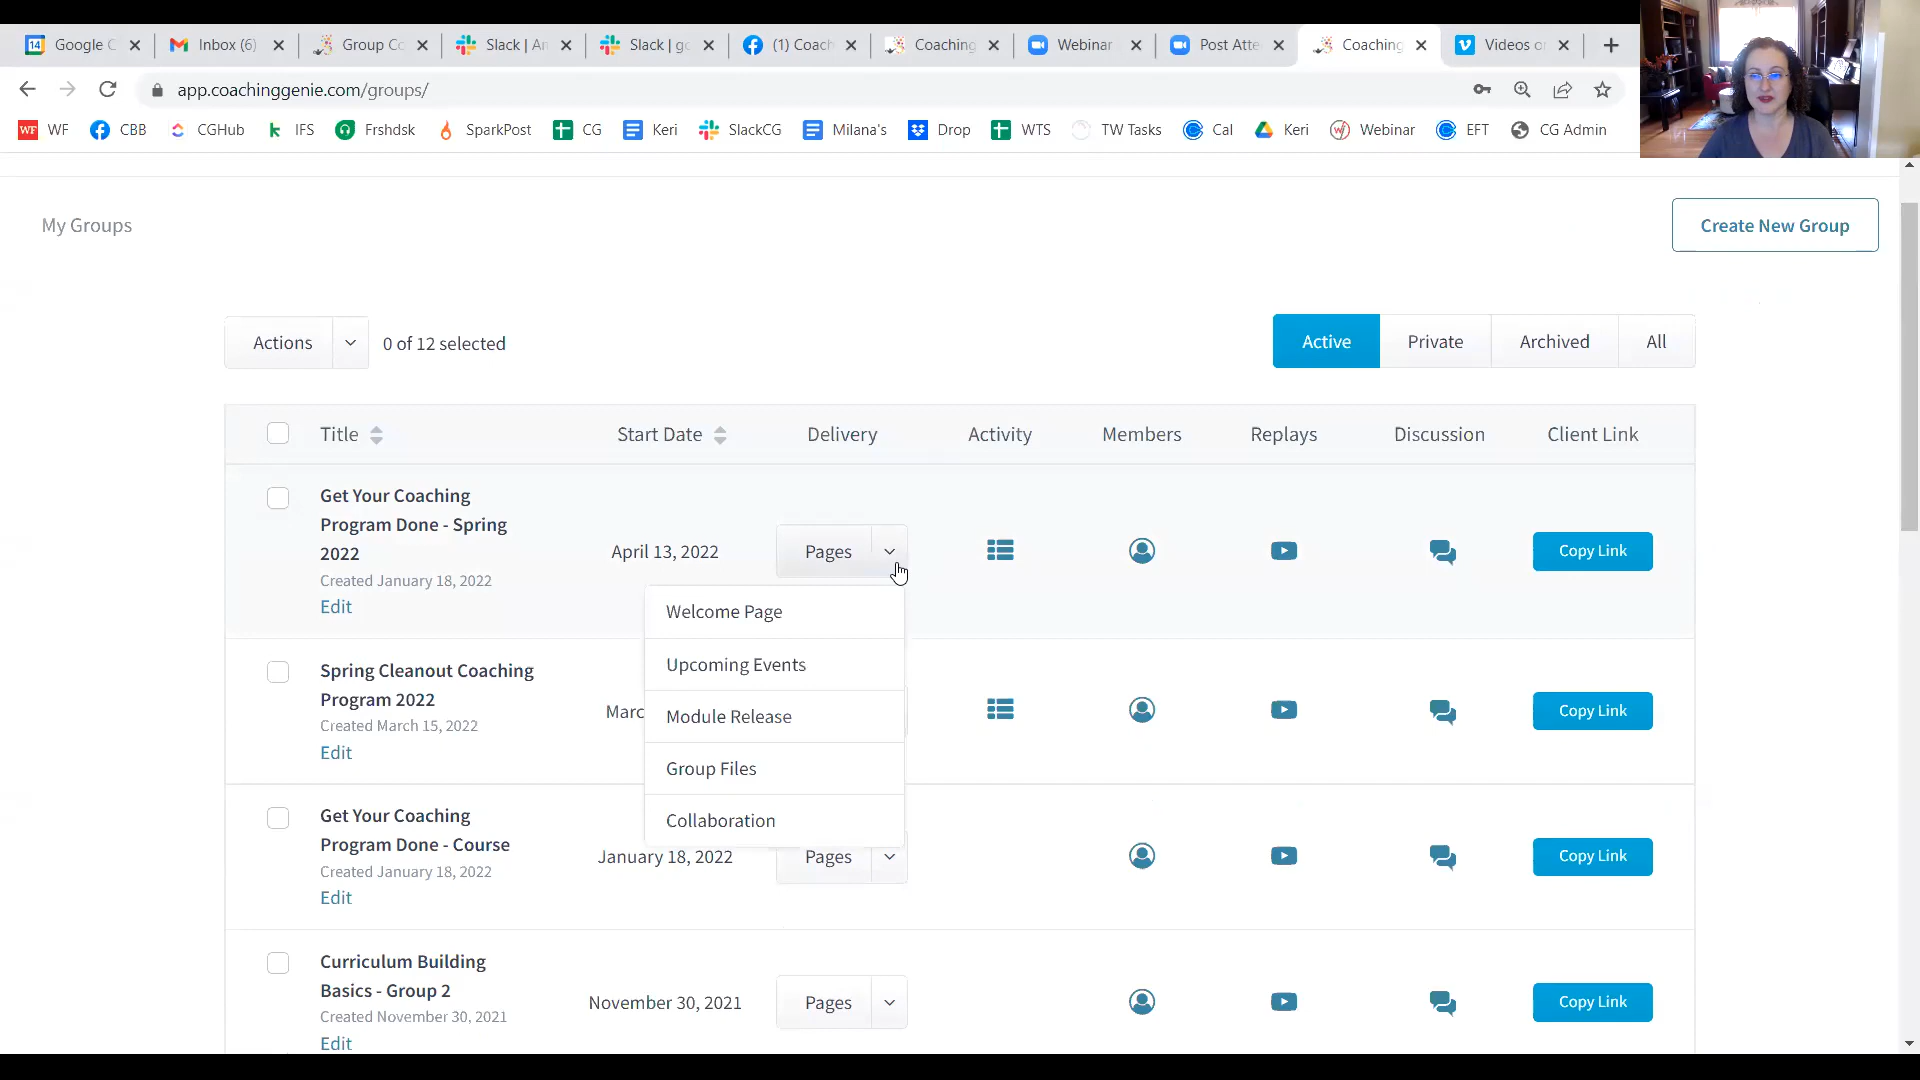 14 Google C
Inbox (6)
Group Co
Slack | An
Slack | ge
(1) Coach
Coaching
Webinar
Post Atte
Coaching
Videos or
app.coachinggenie.com/groups/
WF WF
CBB
CGHub
IFS
Frshdsk
SparkPost
CG
Keri
SlackCG
Milana's
Drop
WTS
TW Tasks
Cal
Keri
Webinar
EFT
CG Admin
My Groups
Create New Group
Actions
0 of 12 selected
Active
Private
Archived
All
Title
Start Date
Delivery
Activity
Members
Replays
Discussion
Client Link
Get Your Coaching
Program Done - Spring
2022
Created January 18, 2022
Edit
April 13, 2022
Pages
Copy Link
Welcome Page
Upcoming Events
Module Release
Group Files
Collaboration
Spring Cleanout Coaching
Program 2022
Created March 15, 2022
Edit
Marc
Copy Link
Get Your Coaching
Program Done - Course
Created January 18, 2022
Edit
January 18, 2022
Pages
Copy Link
Curriculum Building
Basics - Group 2
Created November 30, 2021
Edit
November 30, 2021
Pages
Copy Link